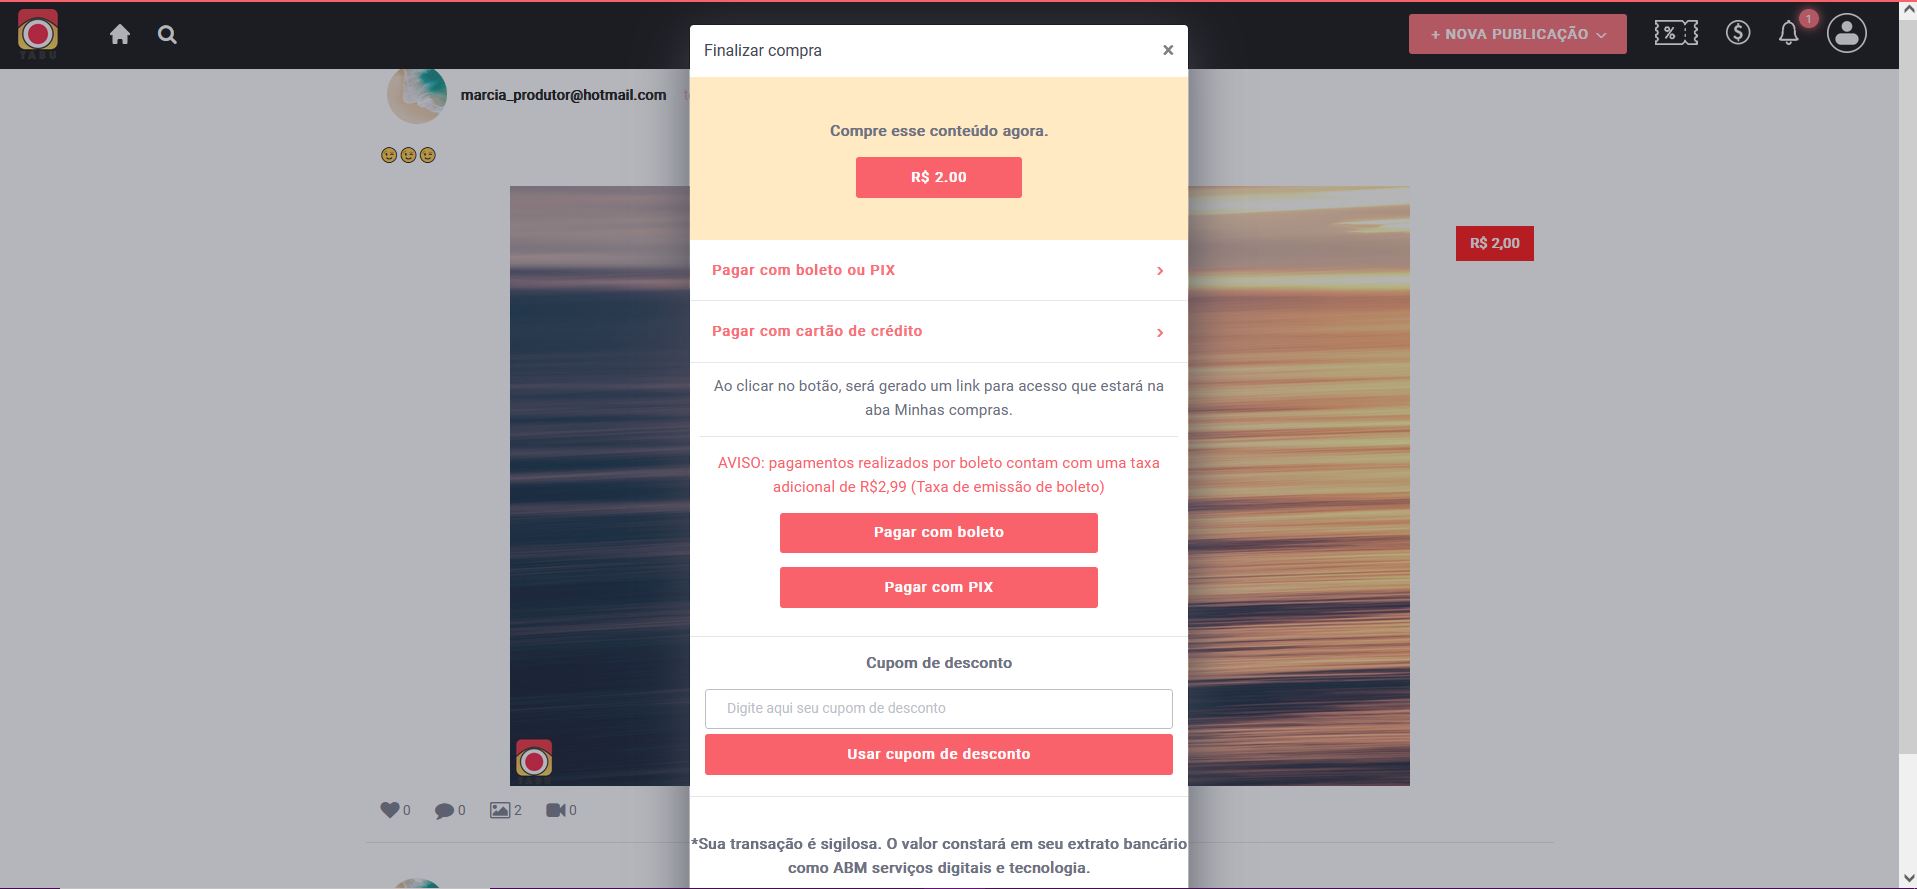 TABU
+ NOVA PUBLICAÇÃO
%
$
1
Finalizar compra
×
marcia_produtor@hotmail.com
Compre esse conteúdo agora.
R$ 2.00
R$ 2,00
Pagar com boleto ou PIX
Pagar com cartão de crédito
Ao clicar no botão, será gerado um link para acesso que estará na
aba Minhas compras.
AVISO: pagamentos realizados por boleto contam com uma taxa
adicional de R$2,99 (Taxa de emissão de boleto)
Pagar com boleto
Pagar com PIX
Cupom de desconto
Digite aqui seu cupom de desconto
Usar cupom de desconto
0 0 2 0
*Sua transação é sigilosa. O valor constará em seu extrato bancário
como ABM serviços digitais e tecnologia.